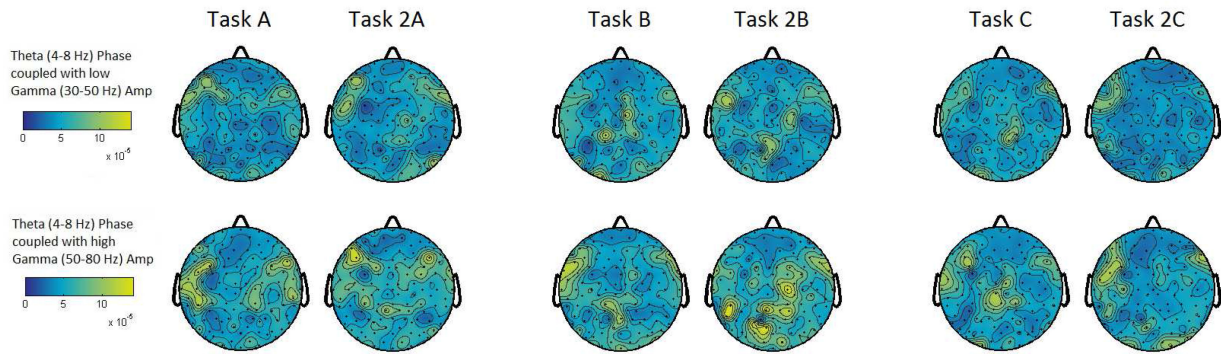 Task A Task 2A Task B Task 2B Task C Task 2C
Theta (4-8 Hz) Phase
coupled with low
Gamma (30-50 Hz) Amp
0 5 10
x 10⁻⁵
Theta (4-8 Hz) Phase
coupled with high
Gamma (50-80 Hz) Amp
0 5 10
x 10⁻⁵